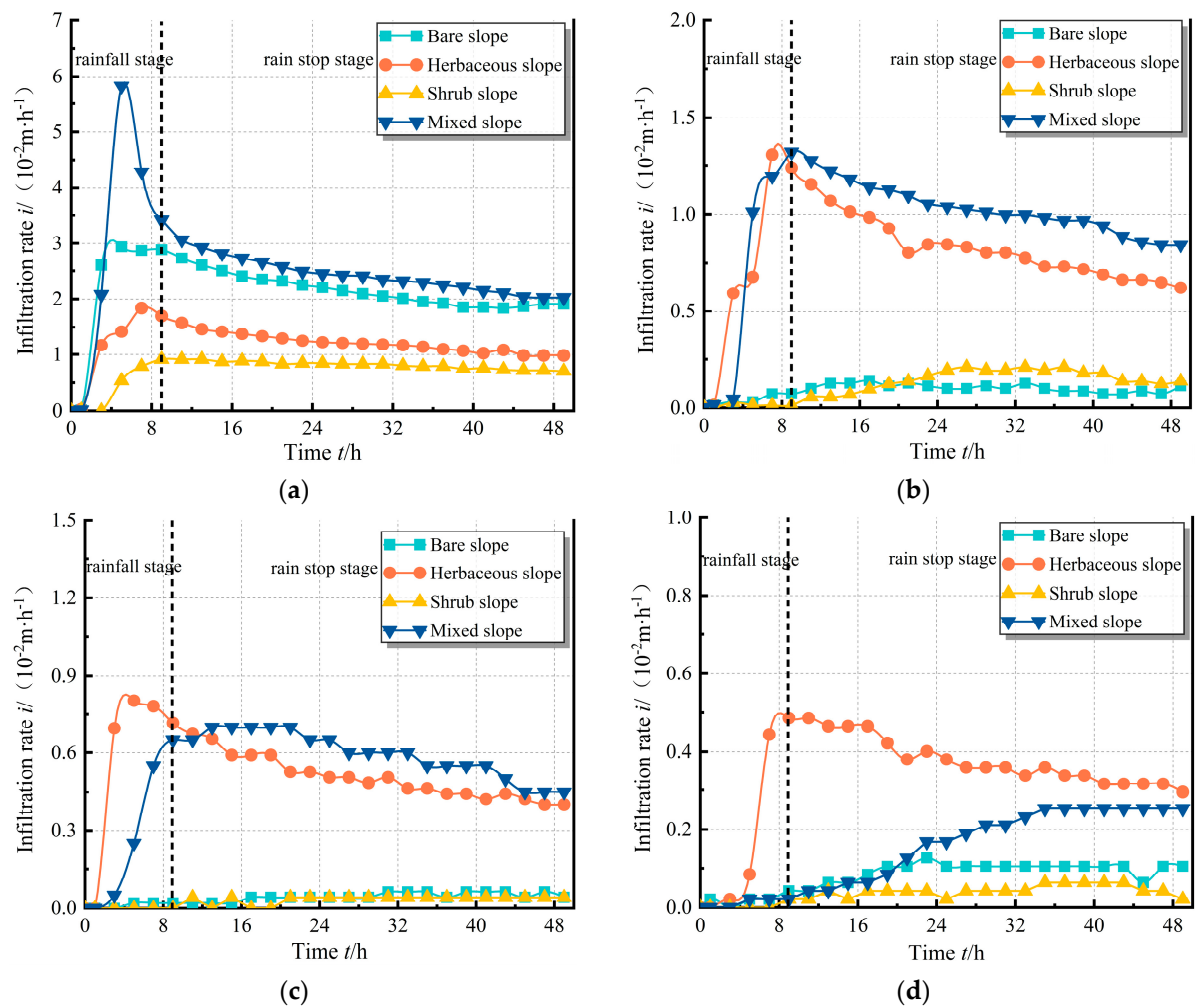 (a)
7
6
5
4
3
2
1
0
Infiltration rate i/（10-2m·h-1）
rainfall stage
rain stop stage
Bare slope
Herbaceous slope
Shrub slope
Mixed slope
0 8 16 24 32 40 48
Time t/h
(a)
2.0
1.5
1.0
0.5
0.0
Infiltration rate i/（10-2m·h-1）
rainfall stage
rain stop stage
Bare slope
Herbaceous slope
Shrub slope
Mixed slope
0 8 16 24 32 40 48
Time t/h
(b)
(b)
1.5
1.2
0.9
0.6
0.3
0.0
Infiltration rate i/（10-2m·h-1）
rainfall stage
rain stop stage
Bare slope
Herbaceous slope
Shrub slope
Mixed slope
0 8 16 24 32 40 48
Time t/h
(c)
(c)
1.0
0.8
0.6
0.4
0.2
0.0
Infiltration rate i/（10-2m·h-1）
rainfall stage
rain stop stage
Bare slope
Herbaceous slope
Shrub slope
Mixed slope
0 8 16 24 32 40 48
Time t/h
(d)
(d)